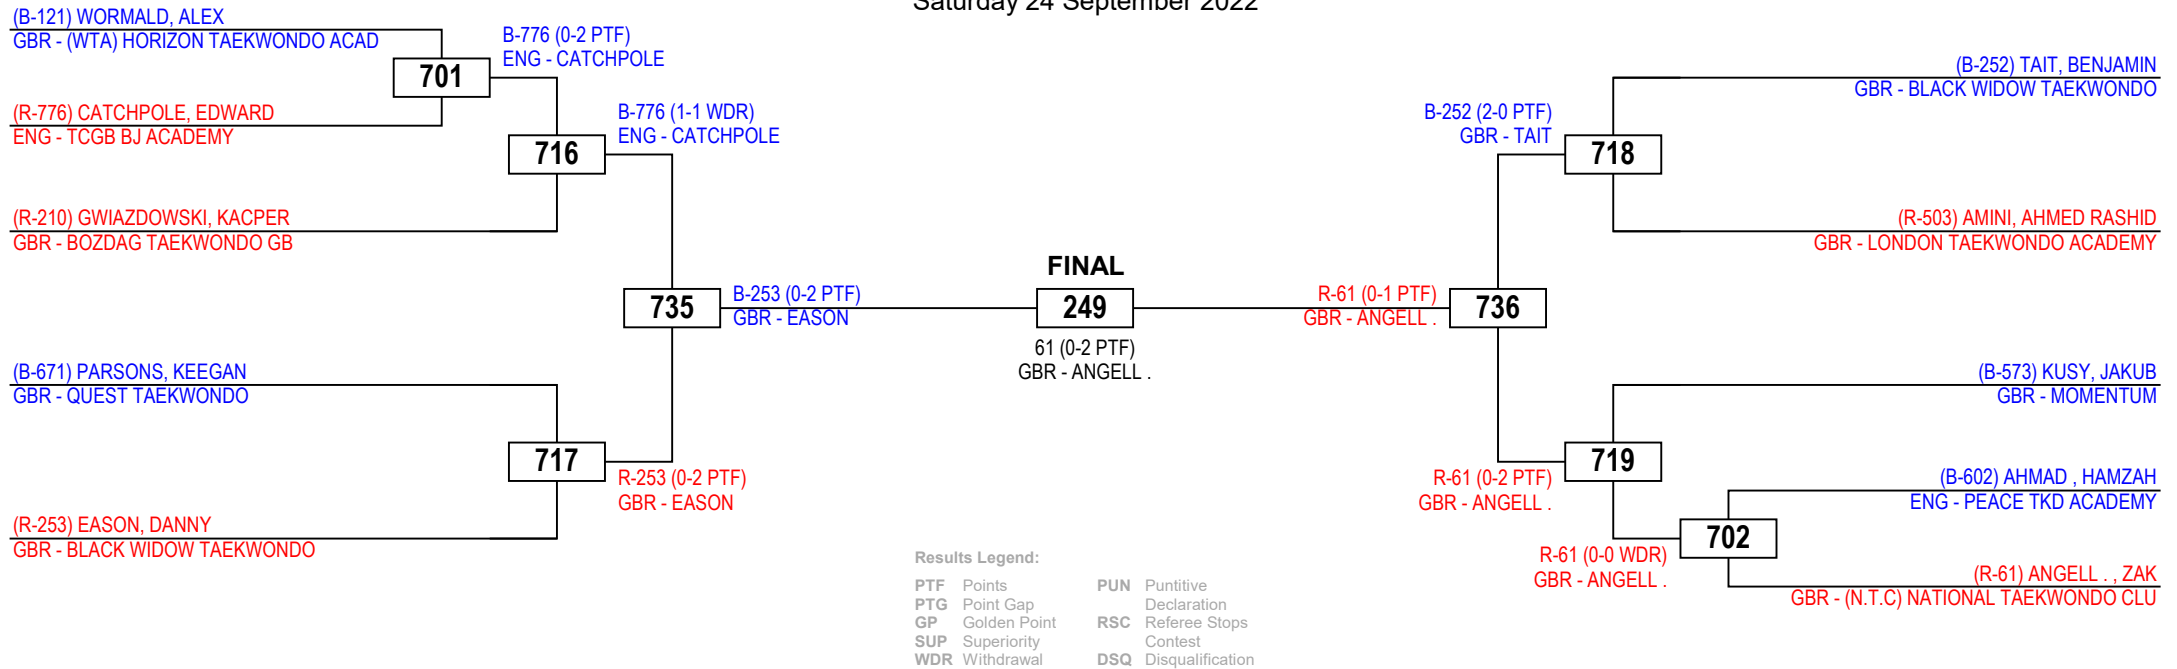 Saturday 24 September 2022
(B-121) WORMALD, ALEX
GBR - (WTA) HORIZON TAEKWONDO ACAD
701
(R-776) CATCHPOLE, EDWARD
ENG - TCGB BJ ACADEMY
B-776 (0-2 PTF)
ENG - CATCHPOLE
716
(R-210) GWIAZDOWSKI, KACPER
GBR - BOZDAG TAEKWONDO GB
B-776 (1-1 WDR)
ENG - CATCHPOLE
735
(B-671) PARSONS, KEEGAN
GBR - QUEST TAEKWONDO
717
(R-253) EASON, DANNY
GBR - BLACK WIDOW TAEKWONDO
R-253 (0-2 PTF)
GBR - EASON
B-253 (0-2 PTF)
GBR - EASON
FINAL
249
61 (0-2 PTF)
GBR - ANGELL .
R-61 (0-1 PTF)
GBR - ANGELL .
736
B-252 (2-0 PTF)
GBR - TAIT
718
(B-252) TAIT, BENJAMIN
GBR - BLACK WIDOW TAEKWONDO
(R-503) AMINI, AHMED RASHID
GBR - LONDON TAEKWONDO ACADEMY
(B-573) KUSY, JAKUB
GBR - MOMENTUM
719
R-61 (0-2 PTF)
GBR - ANGELL .
(B-602) AHMAD , HAMZAH
ENG - PEACE TKD ACADEMY
702
R-61 (0-0 WDR)
GBR - ANGELL .
(R-61) ANGELL . , ZAK
GBR - (N.T.C) NATIONAL TAEKWONDO CLU
Results Legend:
PTF Points
PTG Point Gap
GP Golden Point
SUP Superiority
WDR Withdrawal
PUN Puntitive
Declaration
RSC Referee Stops
Contest
DSQ Disqualification